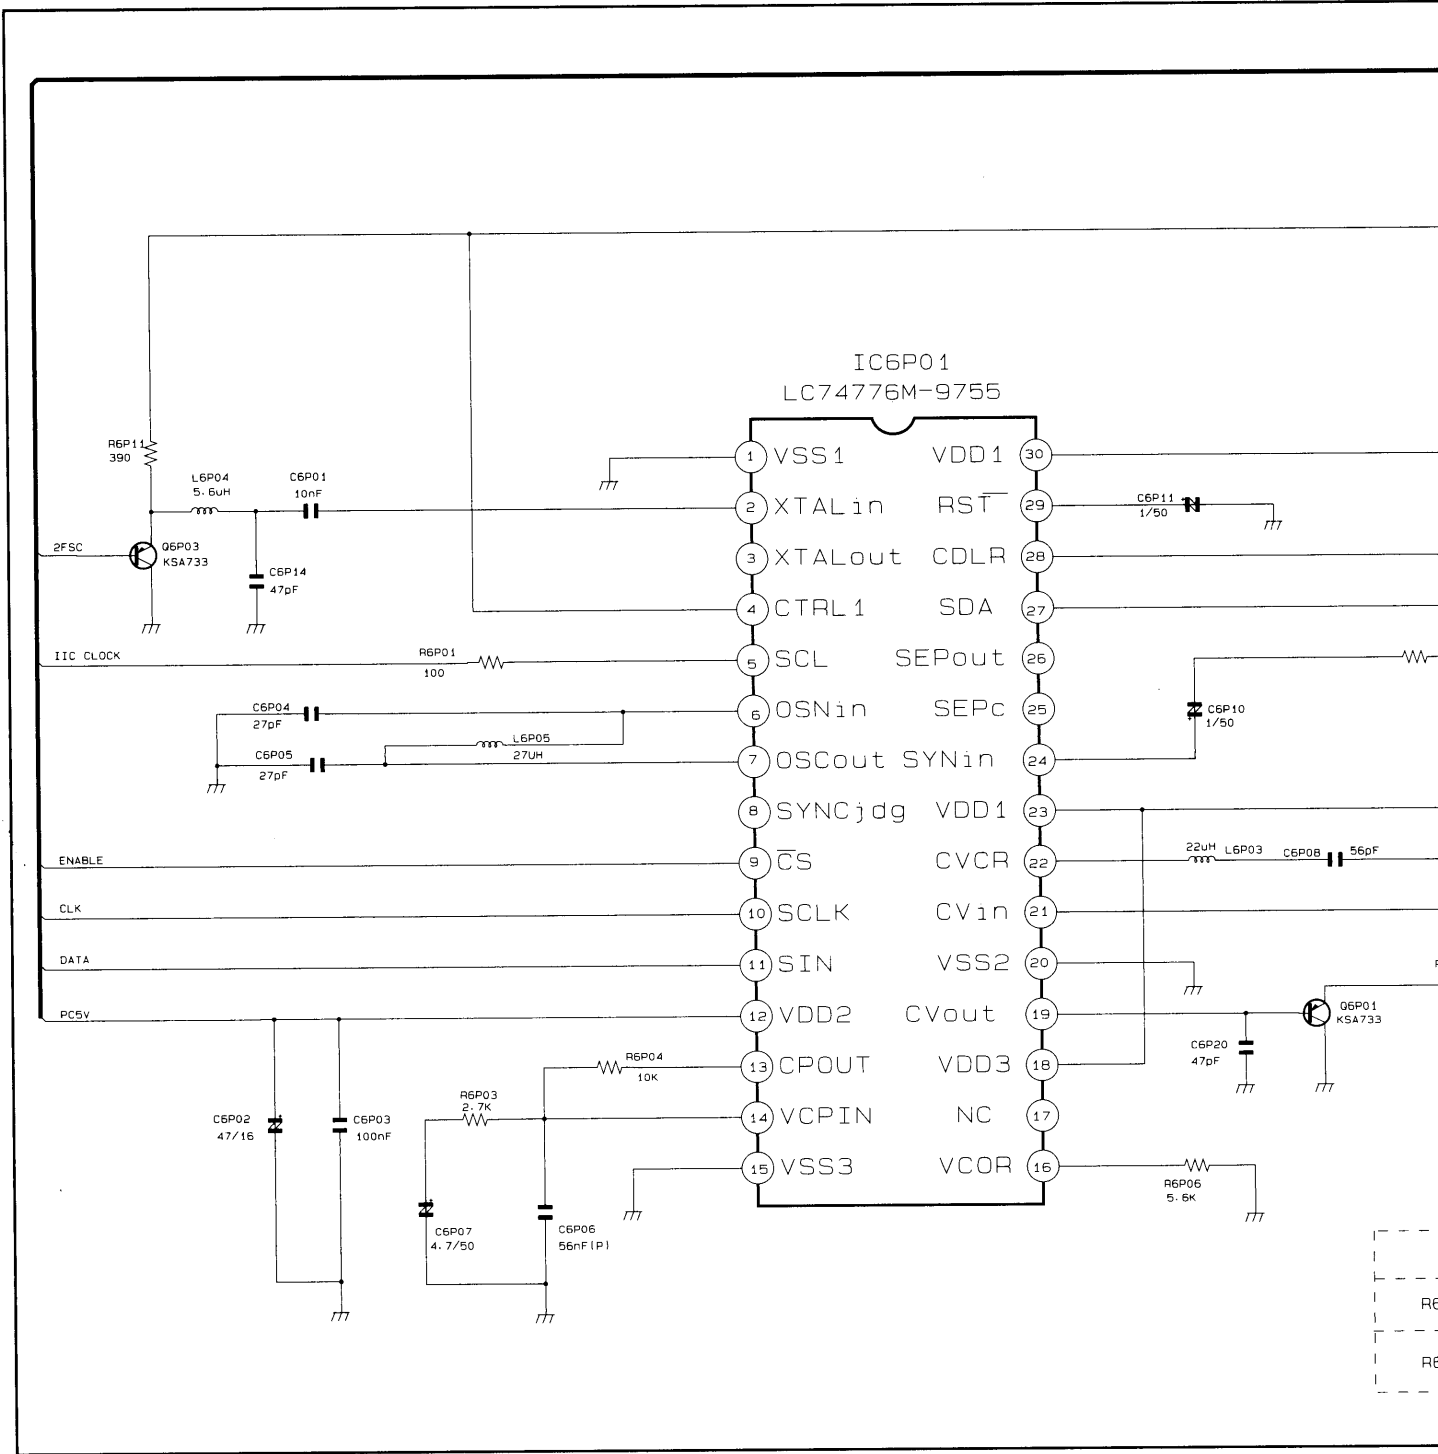 IC6P01
LC74776M-9755
R6P11
390
L6P04
5.6uH
C6P01
10nF
2FSC
Q6P03
KSA733
C6P14
47pF
IIC CLOCK
R6P01
100
C6P04
27pF
C6P05
27pF
L6P05
27UH
ENABLE
CLK
DATA
PC5V
C6P02
47/16
C6P03
100nF
R6P04
10K
R6P03
2.7K
C6P07
4.7/50
C6P06
56nF(P)
1 VSS1 VDD1 30
2 XTALin RST 29
3 XTALout CDLR 28
4 CTRL1 SDA 27
5 SCL SEPout 26
6 OSNin SEPc 25
7 OSCout SYNin 24
8 SYNCjdg VDD1 23
9 CS CVCR 22
10 SCLK CVin 21
11 SIN VSS2 20
12 VDD2 CVout 19
13 CPOUT VDD3 18
14 VCPIN NC 17
15 VSS3 VCOR 16
C6P11
1/50
C6P10
1/50
22uH L6P03 C6P08 56pF
Q6P01
KSA733
C6P20
47pF
R6P06
5.6K
R6
R6